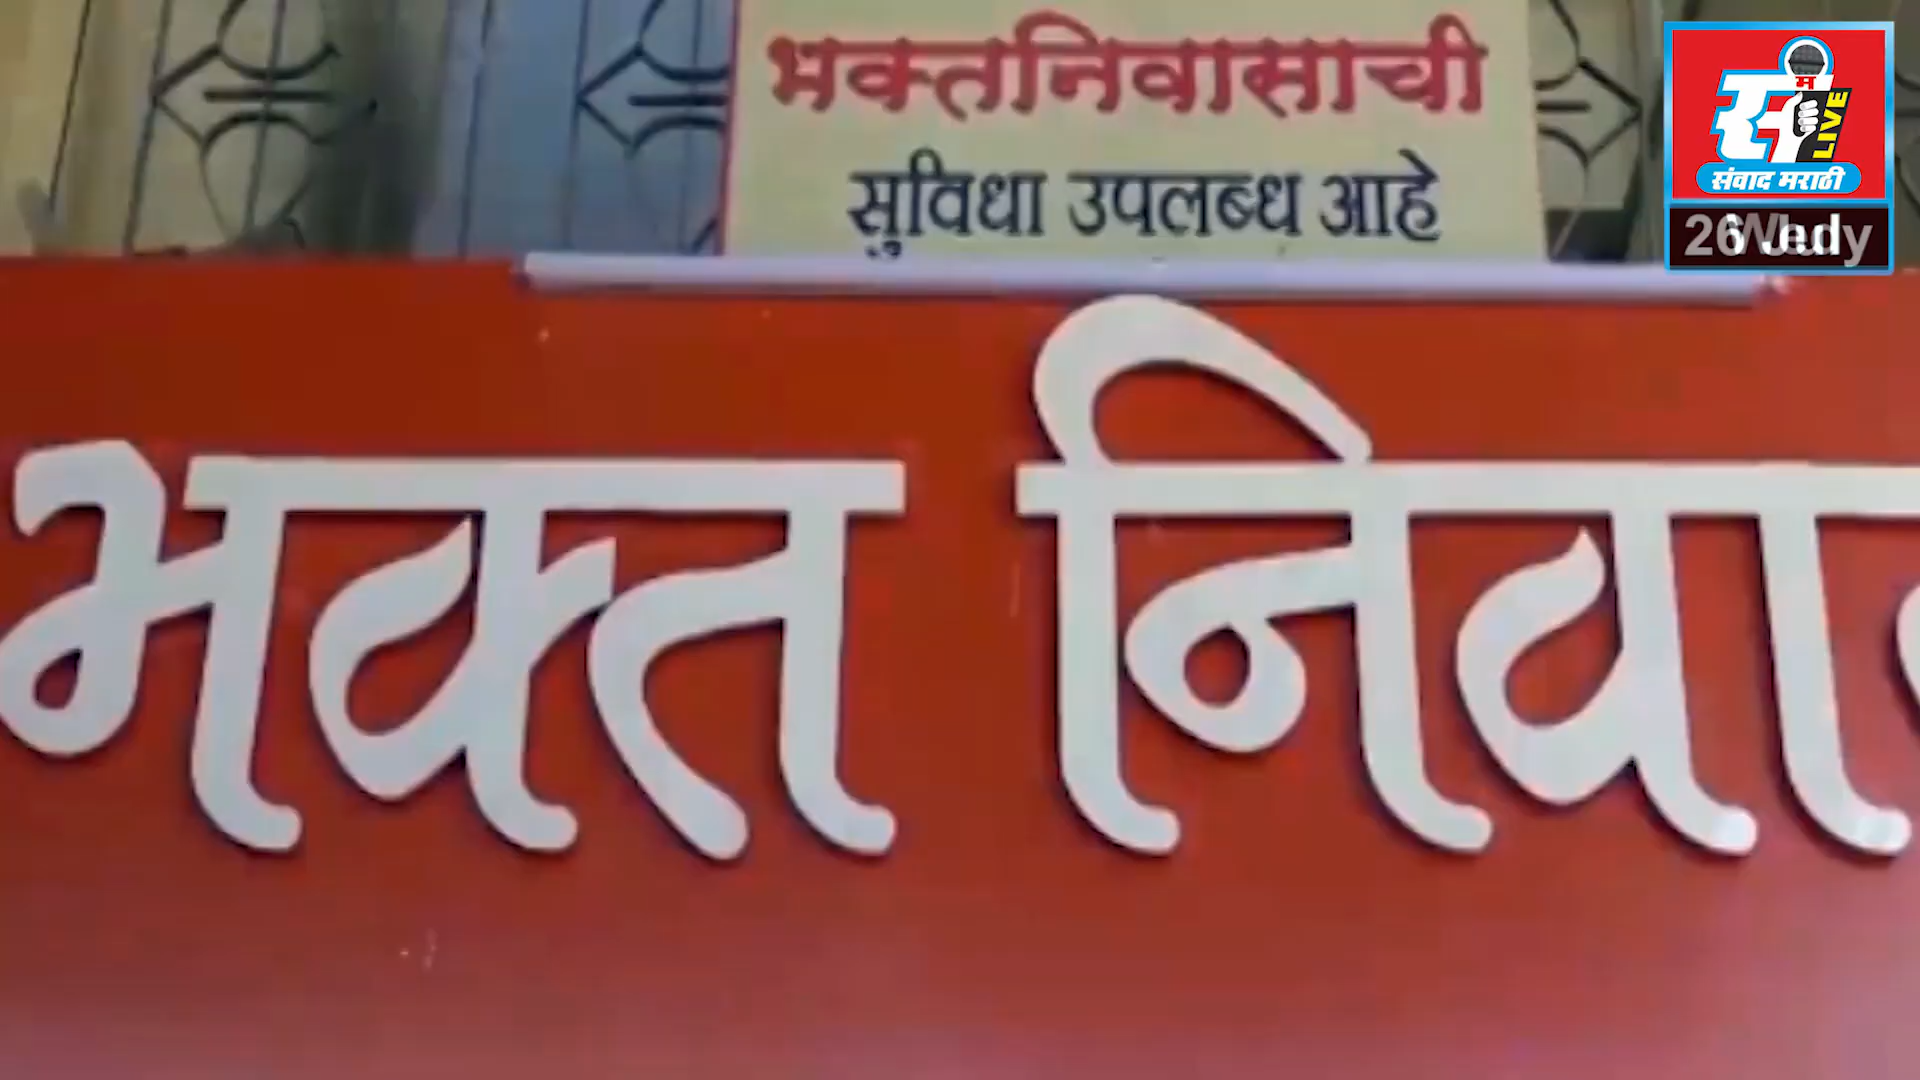 भक्तनिवासाची
सुविधा उपलब्ध आहे
भक्त निवा
LIVE
संवाद मराठी